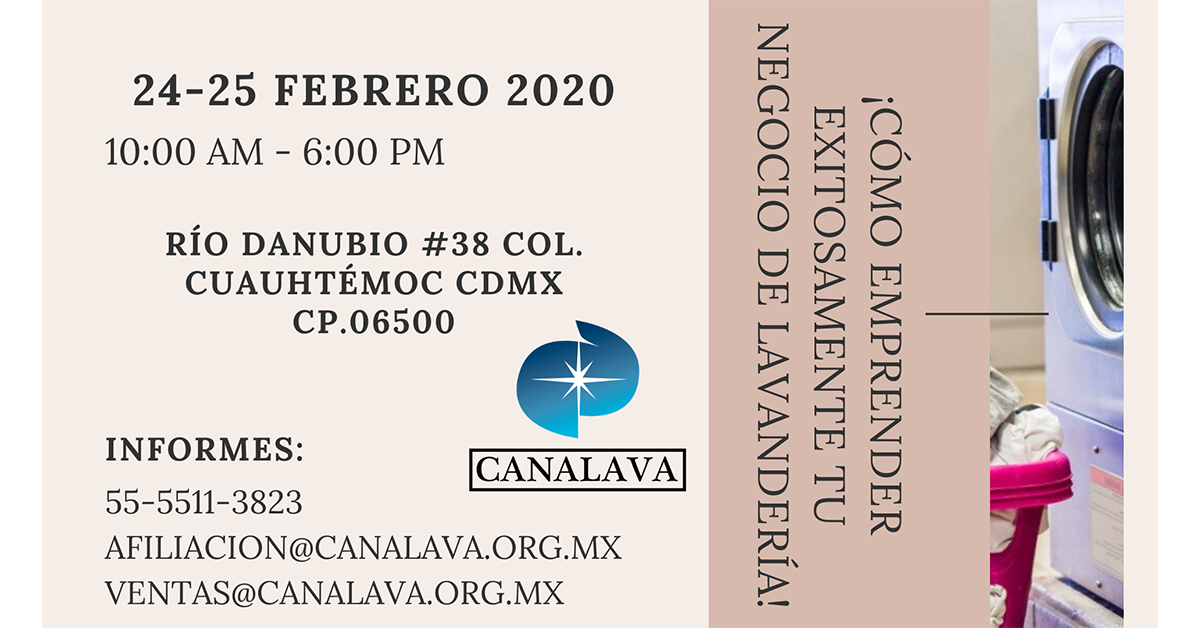 24-25 FEBRERO 2020
10:00 AM - 6:00 PM
RÍO DANUBIO #38 COL.
CUAUHTÉMOC CDMX
CP.06500
CANALAVA
INFORMES:
55-5511-3823
AFILIACION@CANALAVA.ORG.MX
VENTAS@CANALAVA.ORG.MX
¡CÓMO EMPRENDER
EXITOSAMENTE TU
NEGOCIO DE LAVANDERÍA!